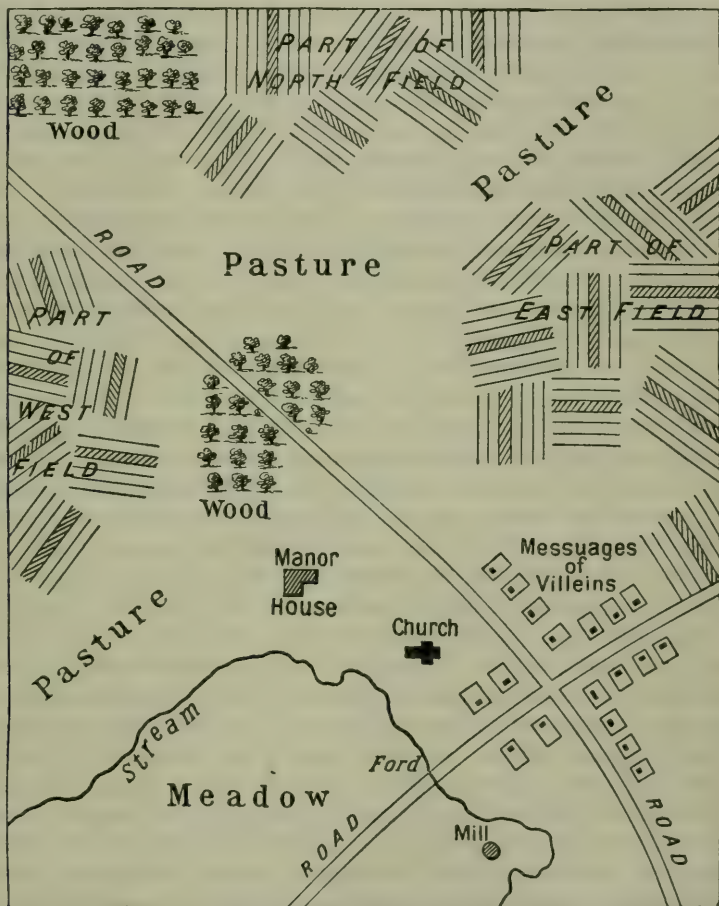 PART OF
NORTH FIELD
Wood
Pasture
ROAD
Pasture
PART OF
EAST FIELD
PART
OF
WEST
FIELD
Wood
Manor
House
Messuages
of
Villeins
Church
Pasture
Stream
Ford
Meadow
Mill
ROAD
ROAD